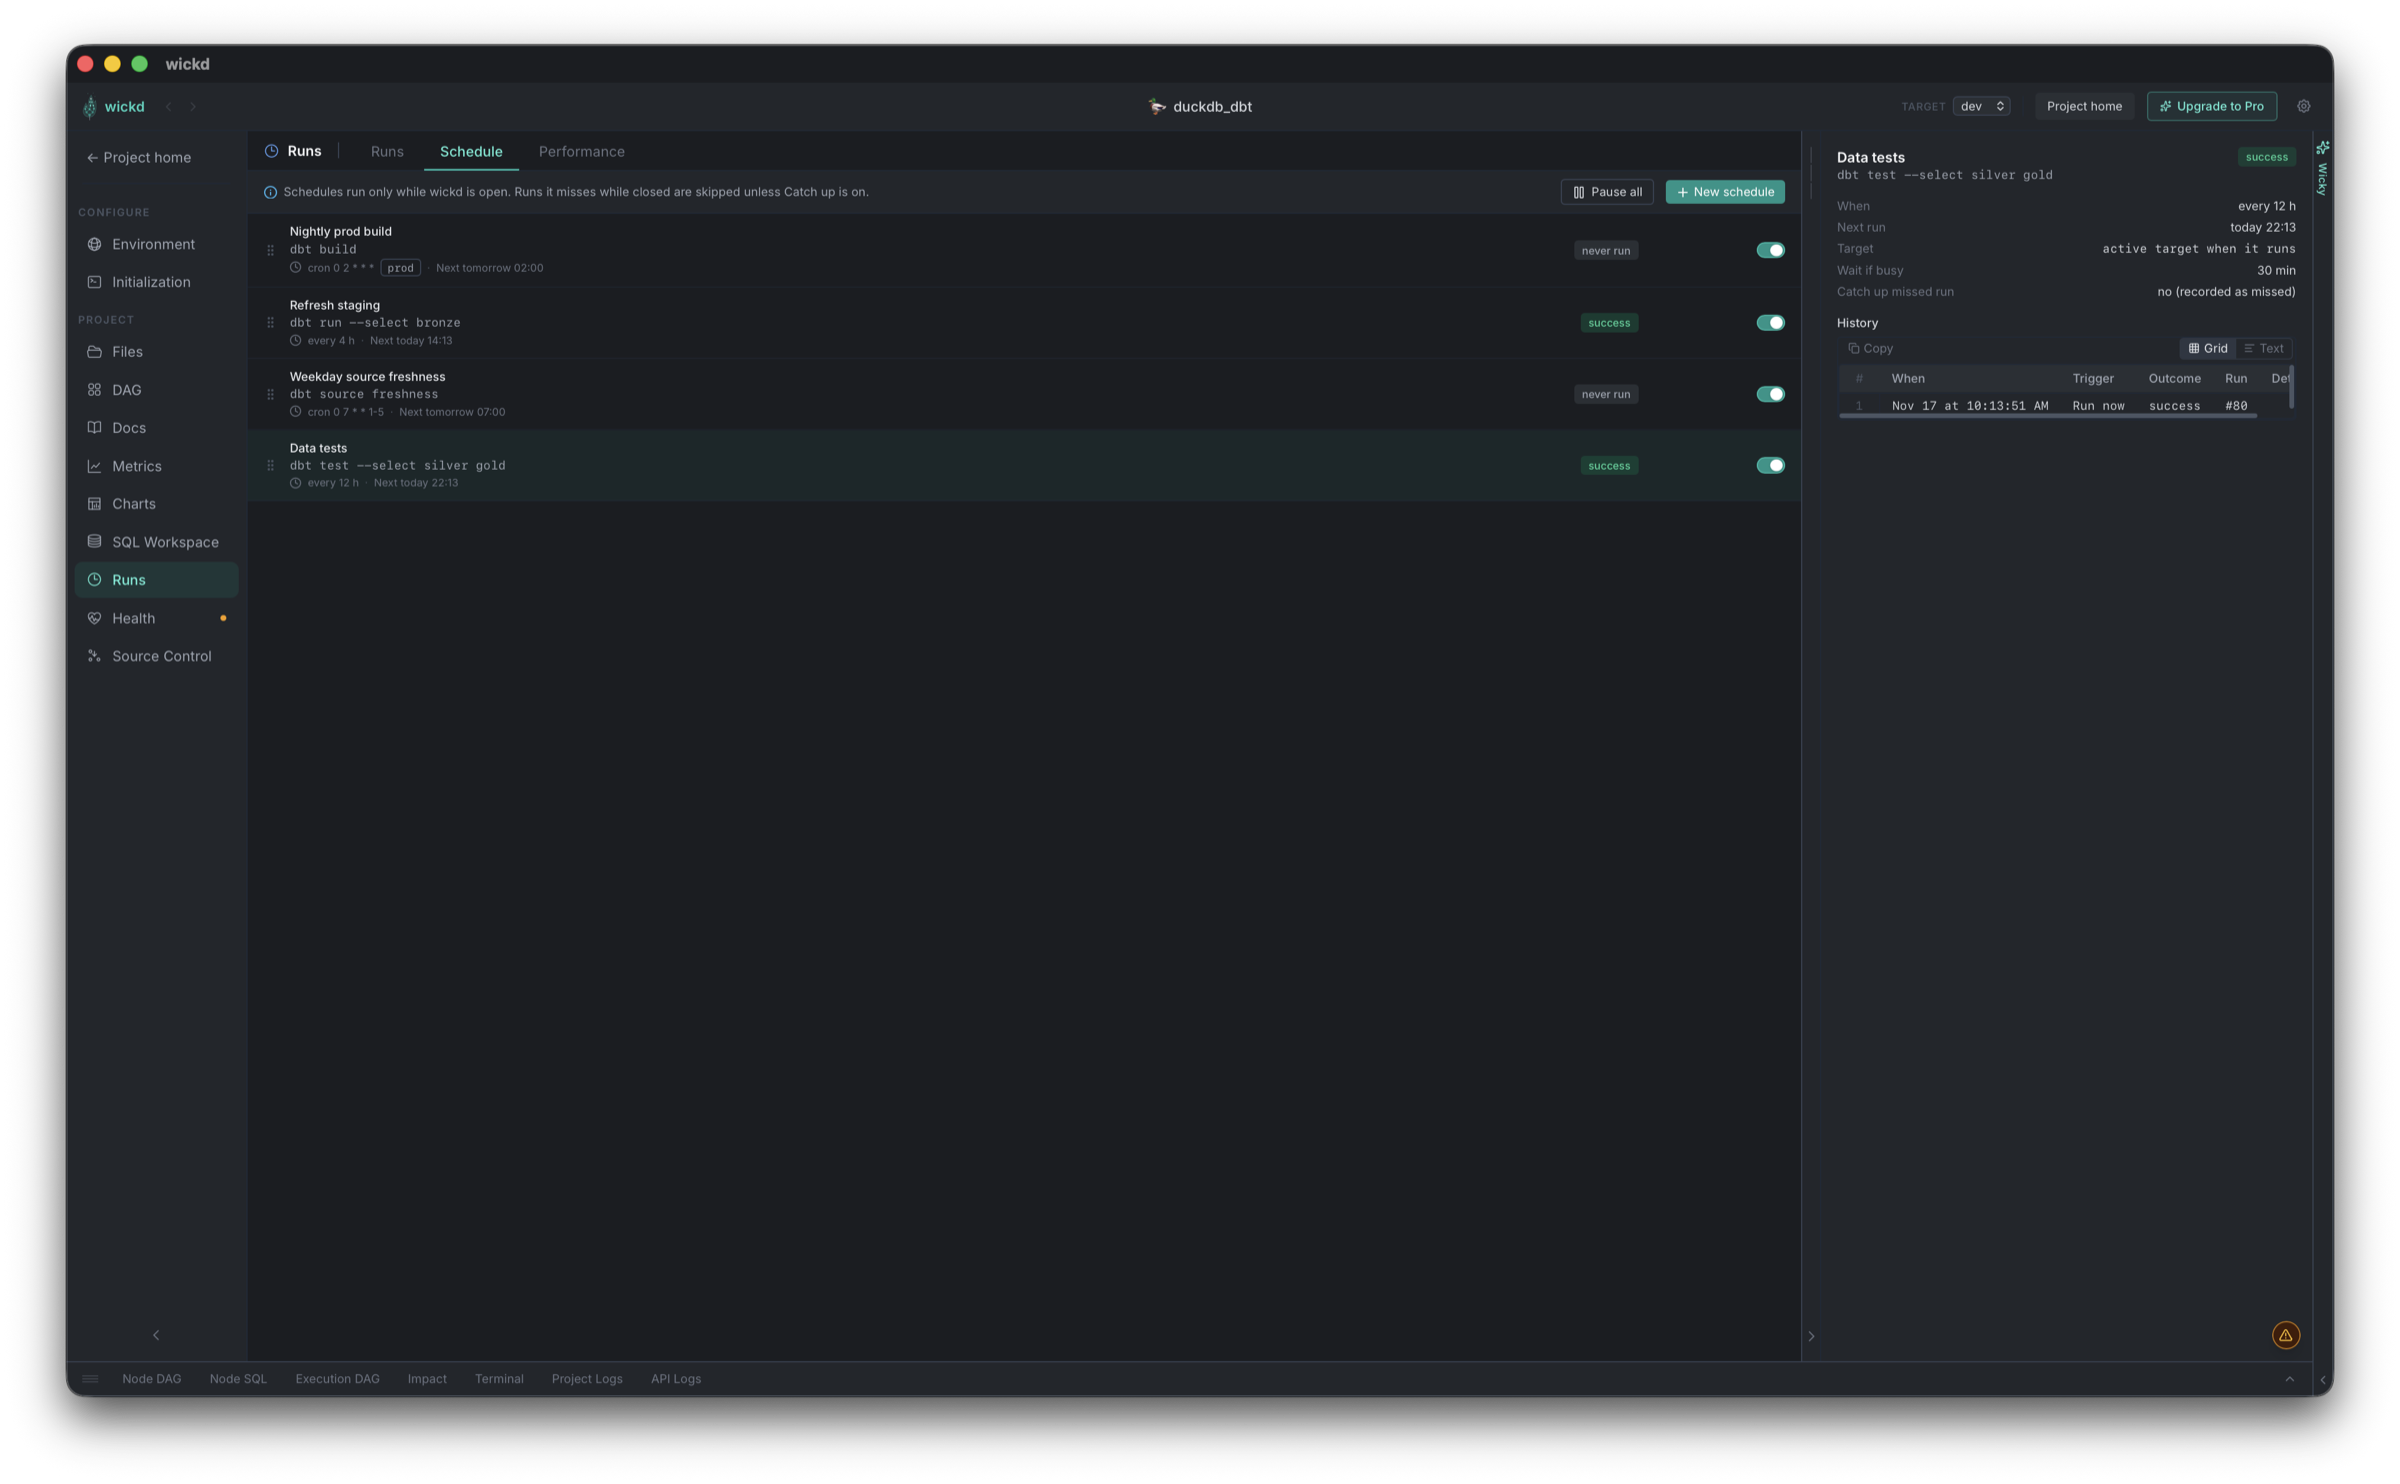 wickd
wickd
duckdb_dbt
TARGET dev
Project home
Upgrade to Pro
Project home
CONFIGURE
Environment
Initialization
PROJECT
Files
DAG
Docs
Metrics
Charts
SQL Workspace
Runs
Health
Source Control
Runs
Runs
Schedule
Performance
Schedules run only while wickd is open. Runs it misses while closed are skipped unless Catch up is on.
Pause all
New schedule
Nightly prod build
dbt build
cron 0 2 * * * prod · Next tomorrow 02:00
never run
Refresh staging
dbt run --select bronze
every 4 h · Next today 14:13
success
Weekday source freshness
dbt source freshness
cron 0 7 * * 1-5 · Next tomorrow 07:00
never run
Data tests
dbt test --select silver gold
every 12 h · Next today 22:13
success
Data tests
success
dbt test --select silver gold
When every 12 h
Next run today 22:13
Target active target when it runs
Wait if busy 30 min
Catch up missed run no (recorded as missed)
History
Copy
Grid
Text
# When Trigger Outcome Run Det
1 Nov 17 at 10:13:51 AM Run now success #80
Wicky
Node DAG
Node SQL
Execution DAG
Impact
Terminal
Project Logs
API Logs